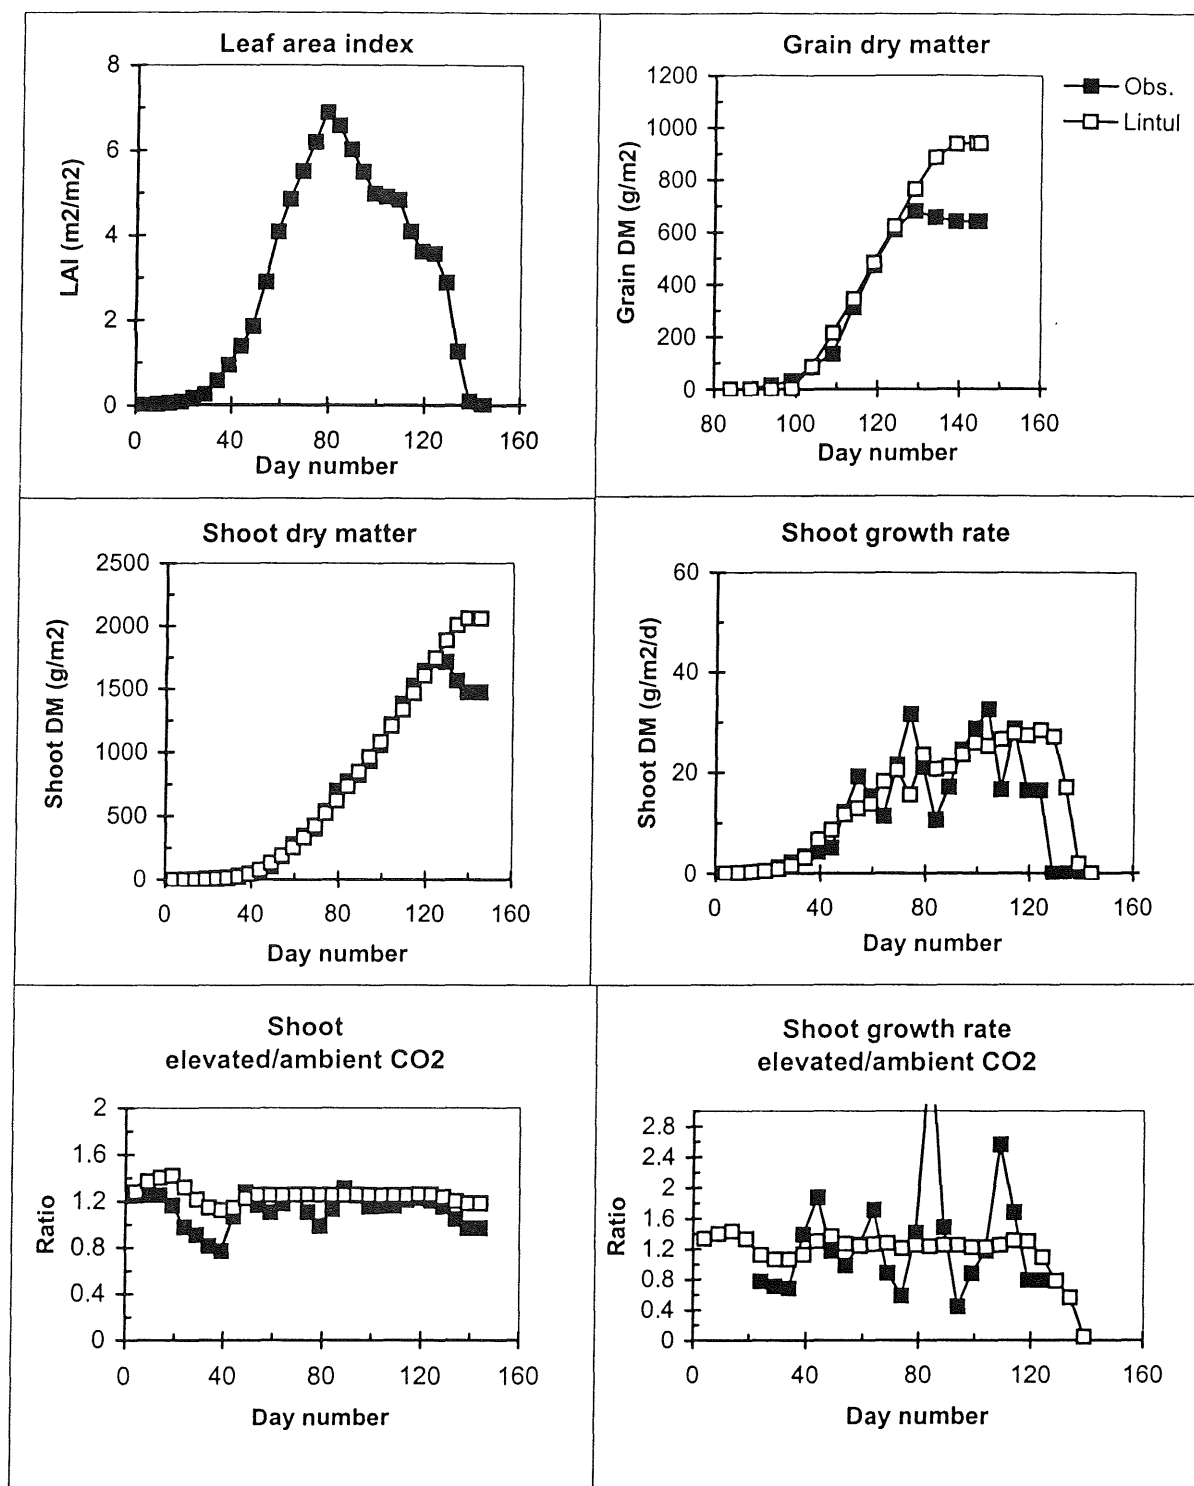 Leaf area index
8
6
4
2
0
LAI (m2/m2)
0 40 80 120 160
Day number
Grain dry matter
1200
1000
800
600
400
200
0
Grain DM (g/m2)
80 100 120 140 160
Day number
Obs.
Lintul
Shoot dry matter
2500
2000
1500
1000
500
0
Shoot DM (g/m2)
0 40 80 120 160
Day number
Shoot growth rate
60
40
20
0
Shoot DM (g/m2/d)
0 40 80 120 160
Day number
Shoot
elevated/ambient CO2
2
1.6
1.2
0.8
0.4
0
Ratio
0 40 80 120 160
Day number
Shoot growth rate
elevated/ambient CO2
2.8
2.4
2
1.6
1.2
0.8
0.4
0
Ratio
0 40 80 120 160
Day number